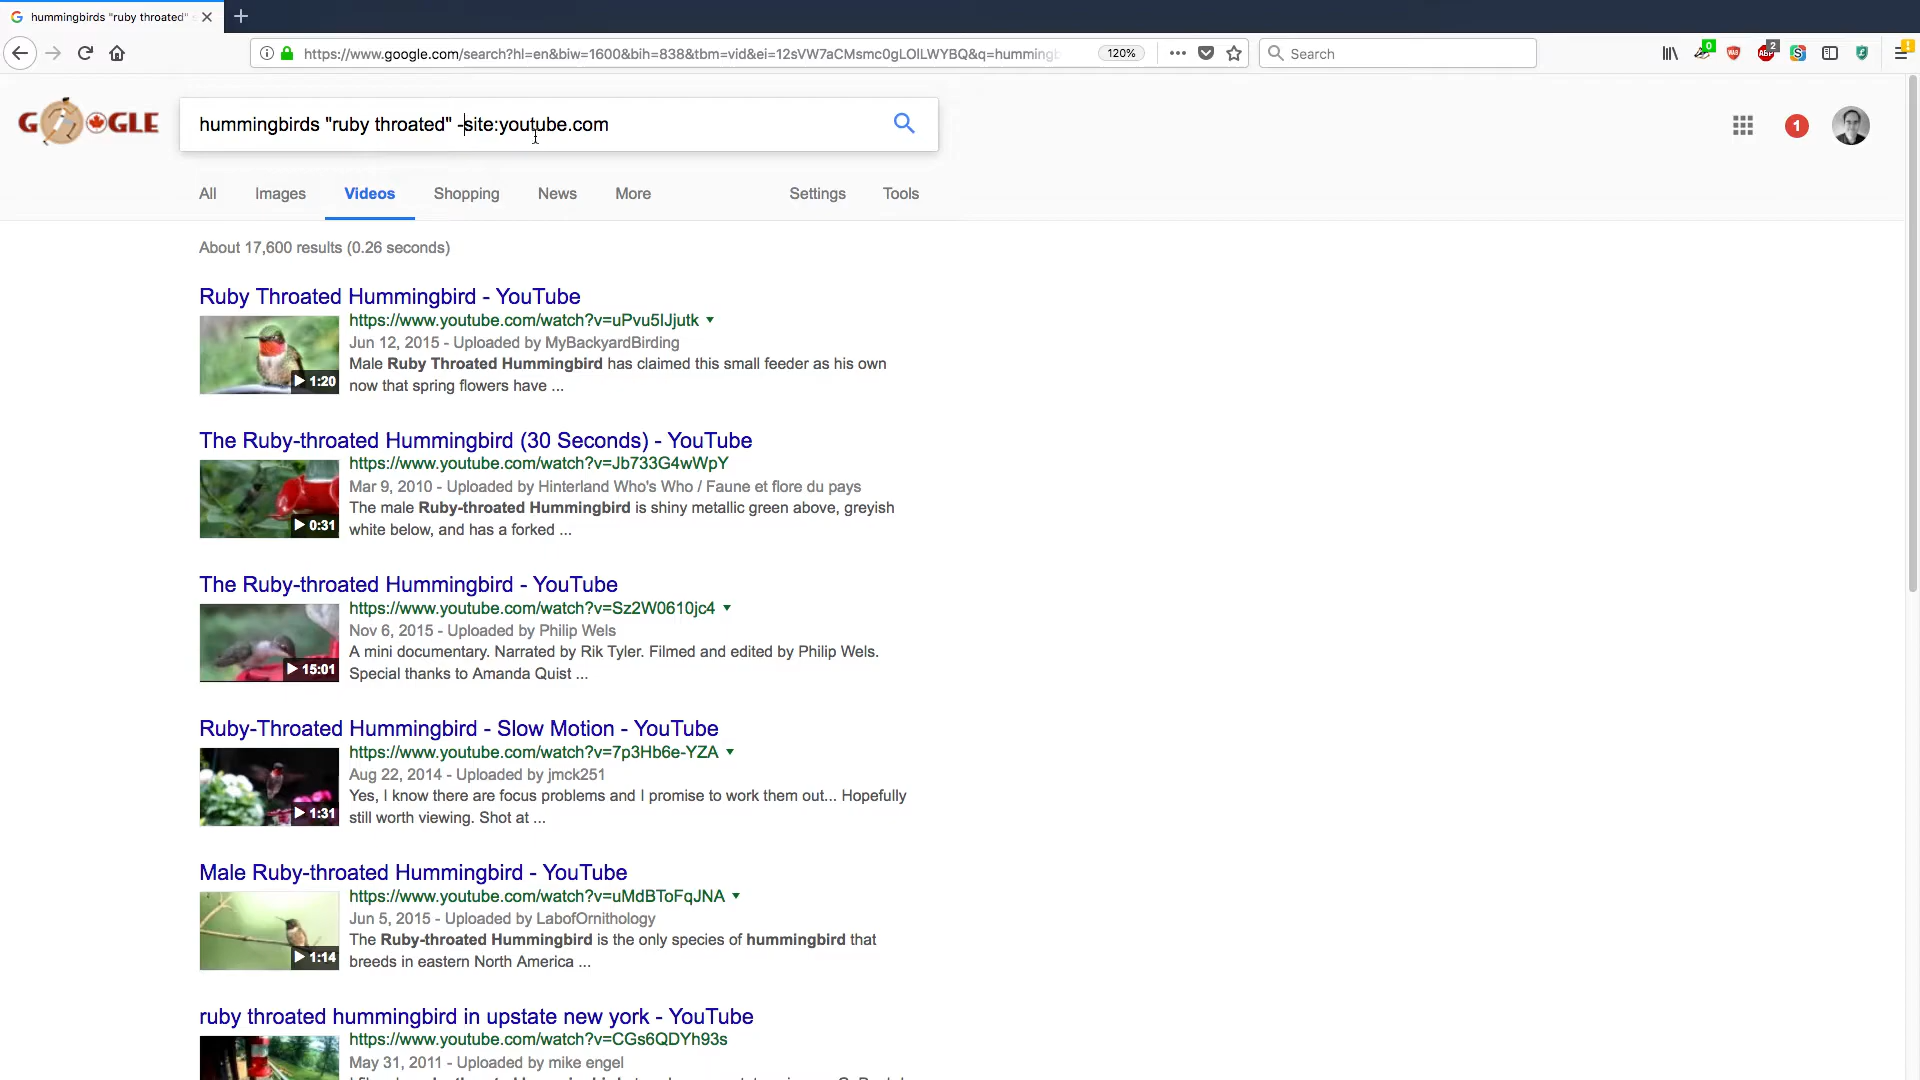 hummingbirds "ruby throated"
https://www.google.com/search?hl=en&biw=1600&bih=838&tbm=vid&ei=12sVW7aCMsmc0gLOlLWYBQ&q=hummingb
120%
Search
0
2
GOOGLE
hummingbirds "ruby throated" -site:youtube.com
1
All Images Videos Shopping News More Settings Tools
About 17,600 results (0.26 seconds)
Ruby Throated Hummingbird - YouTube
https://www.youtube.com/watch?v=uPvu5IJjutk
Jun 12, 2015 - Uploaded by MyBackyardBirding
Male Ruby Throated Hummingbird has claimed this small feeder as his own
now that spring flowers have ...
1:20
The Ruby-throated Hummingbird (30 Seconds) - YouTube
https://www.youtube.com/watch?v=Jb733G4wWpY
Mar 9, 2010 - Uploaded by Hinterland Who's Who / Faune et flore du pays
The male Ruby-throated Hummingbird is shiny metallic green above, greyish
white below, and has a forked ...
0:31
The Ruby-throated Hummingbird - YouTube
https://www.youtube.com/watch?v=Sz2W0610jc4
Nov 6, 2015 - Uploaded by Philip Wels
A mini documentary. Narrated by Rik Tyler. Filmed and edited by Philip Wels.
Special thanks to Amanda Quist ...
15:01
Ruby-Throated Hummingbird - Slow Motion - YouTube
https://www.youtube.com/watch?v=7p3Hb6e-YZA
Aug 22, 2014 - Uploaded by jmck251
Yes, I know there are focus problems and I promise to work them out... Hopefully
still worth viewing. Shot at ...
1:31
Male Ruby-throated Hummingbird - YouTube
https://www.youtube.com/watch?v=uMdBToFqJNA
Jun 5, 2015 - Uploaded by LabofOrnithology
The Ruby-throated Hummingbird is the only species of hummingbird that
breeds in eastern North America ...
1:14
ruby throated hummingbird in upstate new york - YouTube
https://www.youtube.com/watch?v=CGs6QDYh93s
May 31, 2011 - Uploaded by mike engel